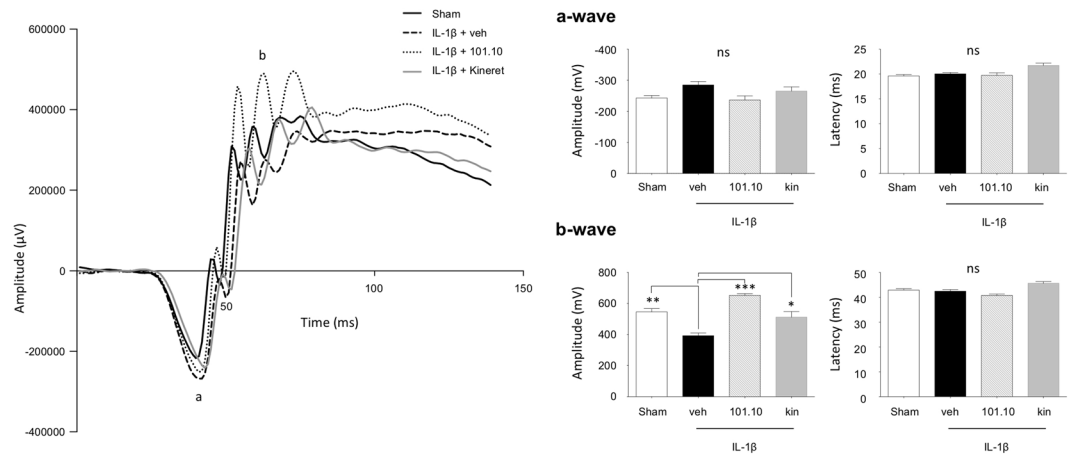 Sham
IL-1β + veh
IL-1β + 101.10
IL-1β + Kineret
600000
400000
200000
0
-200000
-400000
Amplitude (µV)
50
100
150
Time (ms)
a
b
a-wave
-400
-300
-200
-100
0
Amplitude (mV)
ns
Sham veh 101.10 kin
IL-1β
25
20
15
10
5
0
Latency (ms)
ns
Sham veh 101.10 kin
IL-1β
b-wave
800
600
400
200
0
Amplitude (mV)
** *** *
Sham veh 101.10 kin
IL-1β
50
40
30
20
10
0
Latency (ms)
ns
Sham veh 101.10 kin
IL-1β